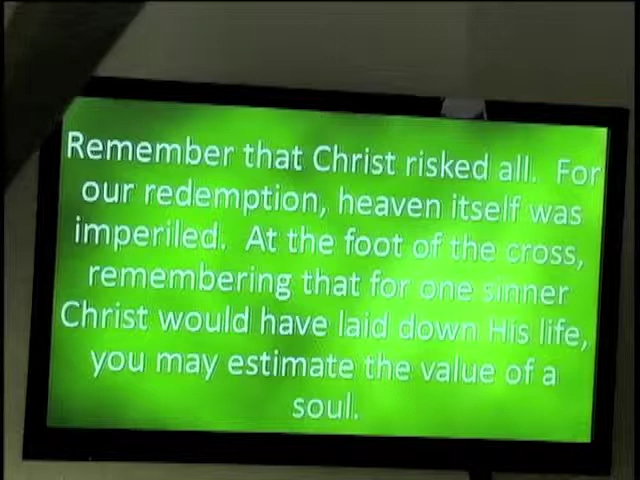 Remember that Christ risked all. For
our redemption, heaven itself was
imperiled. At the foot of the cross,
remembering that for one sinner
Christ would have laid down His life,
you may estimate the value of a
soul.